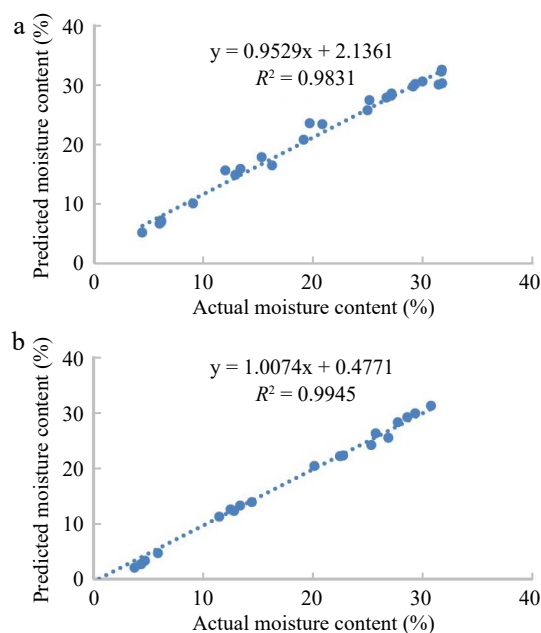 a
y = 0.9529x + 2.1361
R² = 0.9831
Predicted moisture content (%)
40
30
20
10
0
0 10 20 30 40
Actual moisture content (%)
b
y = 1.0074x + 0.4771
R² = 0.9945
Predicted moisture content (%)
40
30
20
10
0
0 10 20 30 40
Actual moisture content (%)